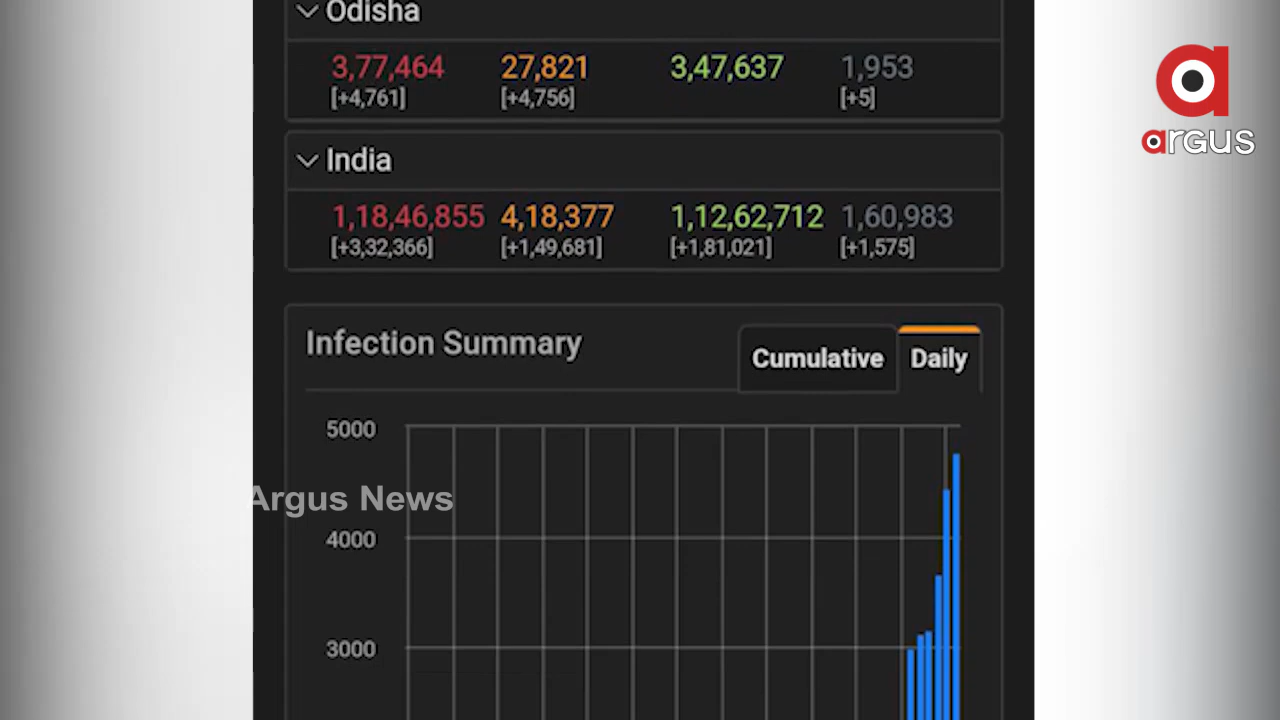 Odisha
3,77,464 27,821 3,47,637 1,953
[+4,761] [+4,756] [+5]
India
1,18,46,855 4,18,377 1,12,62,712 1,60,983
[+3,32,366] [+1,49,681] [+1,81,021] [+1,575]
Infection Summary
Cumulative Daily
5000
4000
3000
Argus News
argus